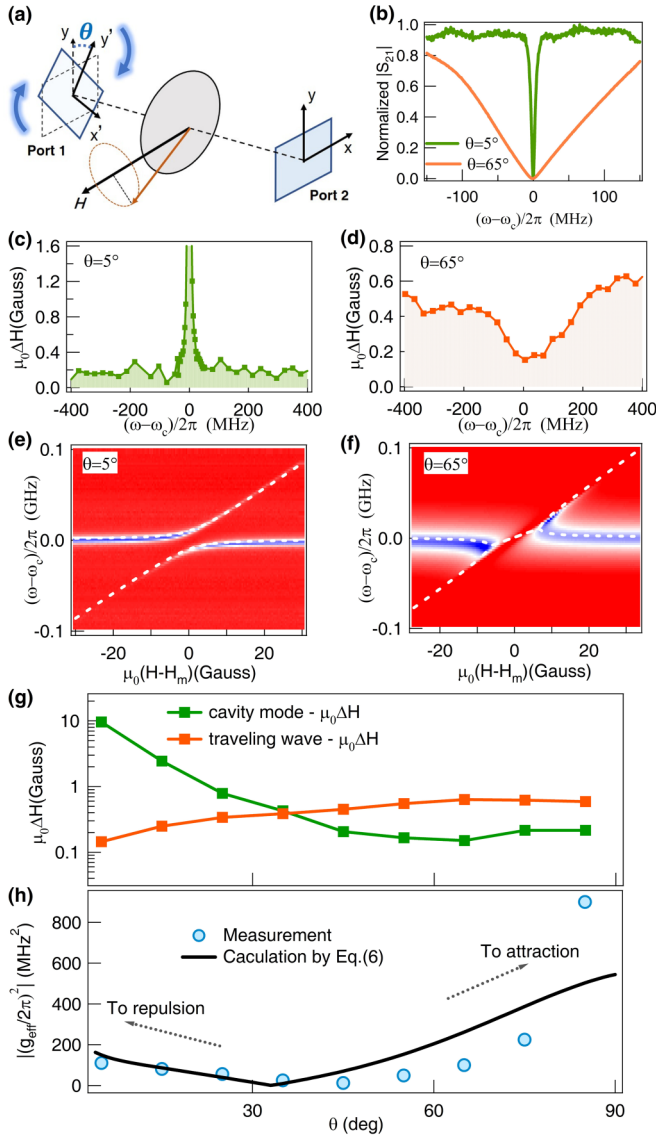 (a)
y
θ
y'
x'
Port 1
H
y
x
Port 2
(b)
Normalized |S21|
1.0
0.8
0.6
0.4
0.2
0.0
θ=5°
θ=65°
-100
0
100
(ω-ωc)/2π (MHz)
(c)
θ=5°
μ0ΔH(Gauss)
1.6
1.2
0.8
0.4
0.0
-400
-200
0
200
400
(ω-ωc)/2π (MHz)
(d)
θ=65°
μ0ΔH(Gauss)
0.8
0.6
0.4
0.2
0.0
-400
-200
0
200
400
(ω-ωc)/2π (MHz)
(e)
θ=5°
(ω-ωc)/2π (GHz)
0.1
0.0
-0.1
-20
0
20
μ0(H-Hm)(Gauss)
(f)
θ=65°
(ω-ωc)/2π (GHz)
0.1
0.0
-0.1
-20
0
20
μ0(H-Hm)(Gauss)
(g)
cavity mode - μ0ΔH
traveling wave - μ0ΔH
μ0ΔH(Gauss)
10
1
0.1
(h)
Measurement
Caculation by Eq.(6)
To repulsion
To attraction
|(geff/2π)²| (MHz²)
800
600
400
200
0
30
60
90
θ (deg)